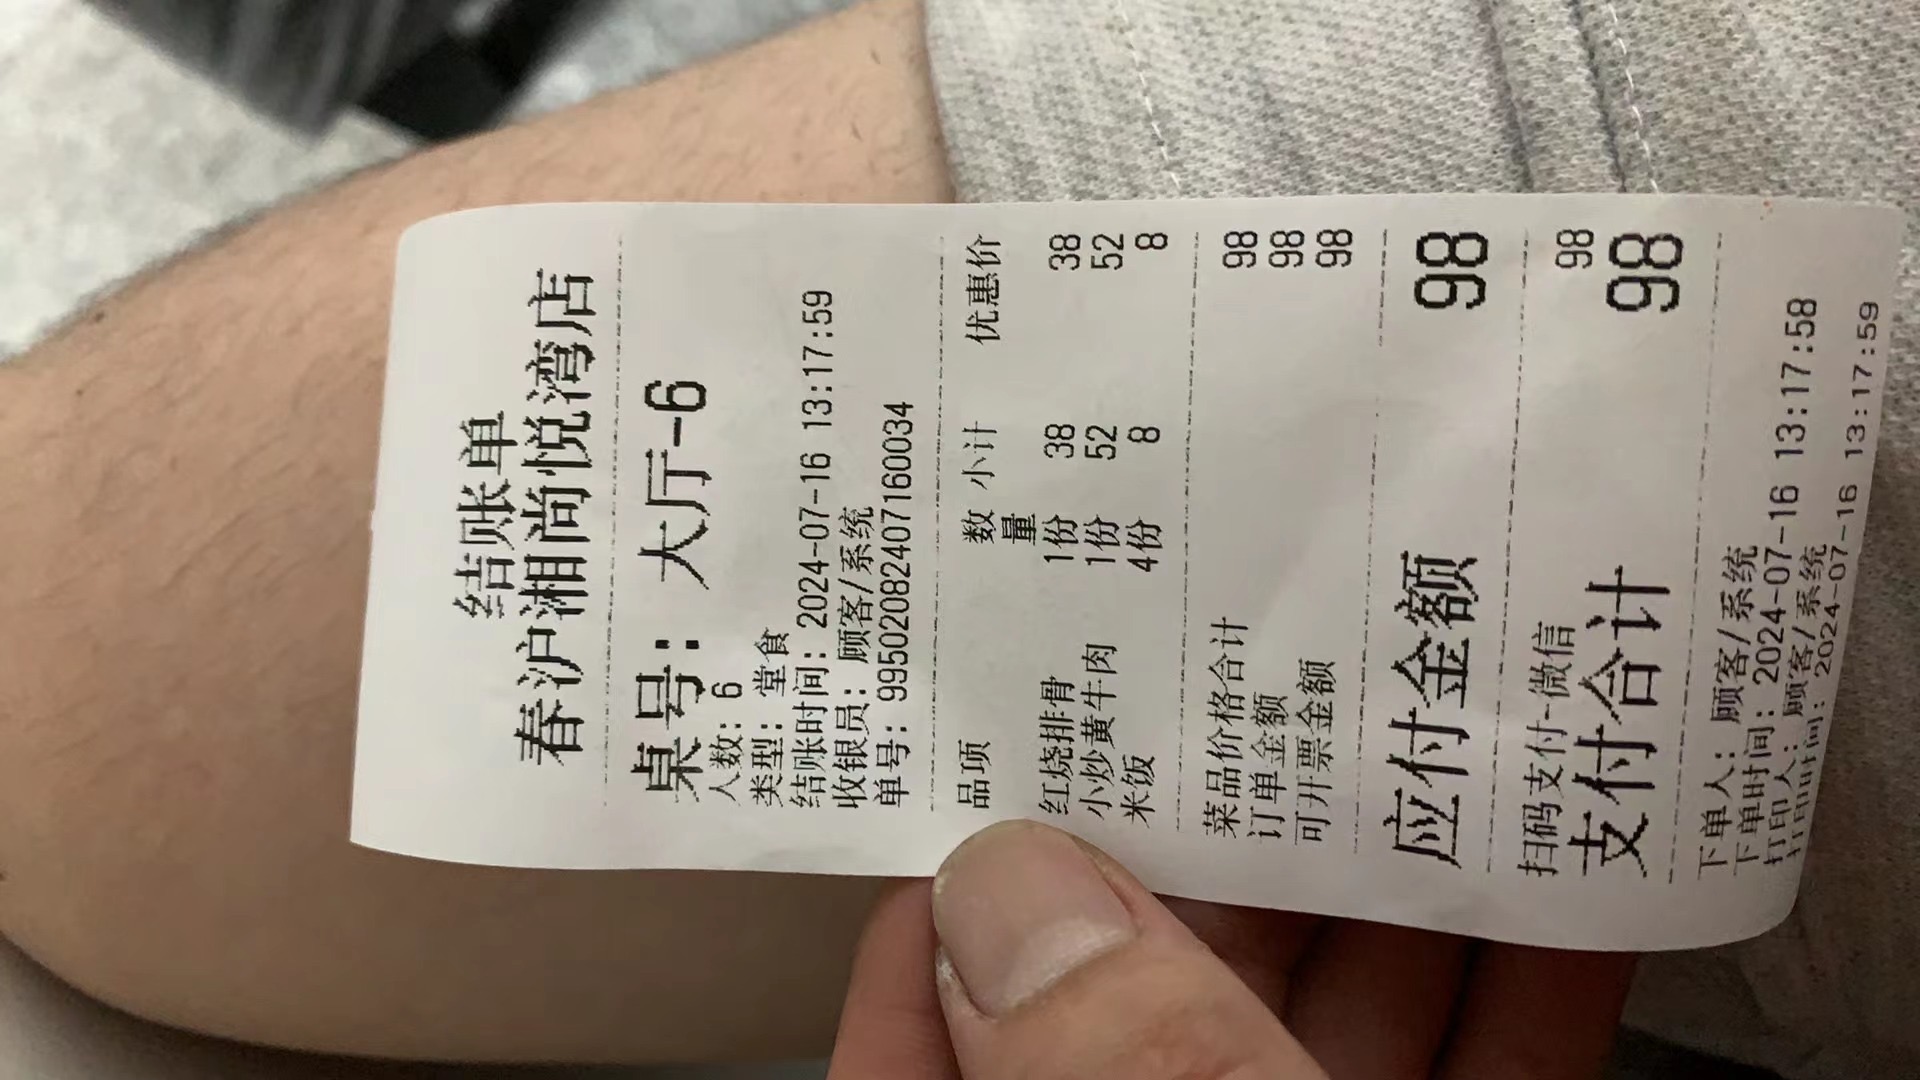 结账单
春沪湘尚悦湾店
桌号：大厅-6
人数：6
类型：堂食
结账时间：2024-07-16 13:17:59
收银员：顾客/系统
单号：99502082407160034
品项 数量 小计 优惠价
红烧排骨 1份 38 38
小炒黄牛肉 1份 52 52
米饭 4份 8 8
菜品价格合计 98
订单金额 98
可开票金额 98
应付金额 98
扫码支付-微信 98
支付合计 98
下单人：顾客/系统
下单时间：2024-07-16 13:17:58
打印人：顾客/系统
打印时间：2024-07-16 13:17:59